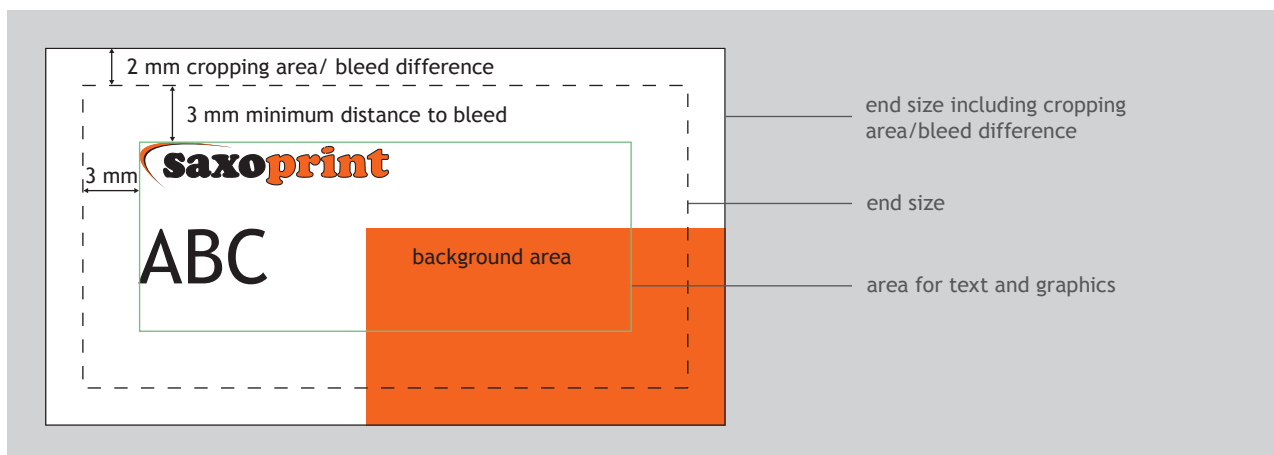 2 mm cropping area/ bleed difference
3 mm minimum distance to bleed
end size including cropping
area/bleed difference
saxoprint
3 mm
end size
ABC
background area
area for text and graphics